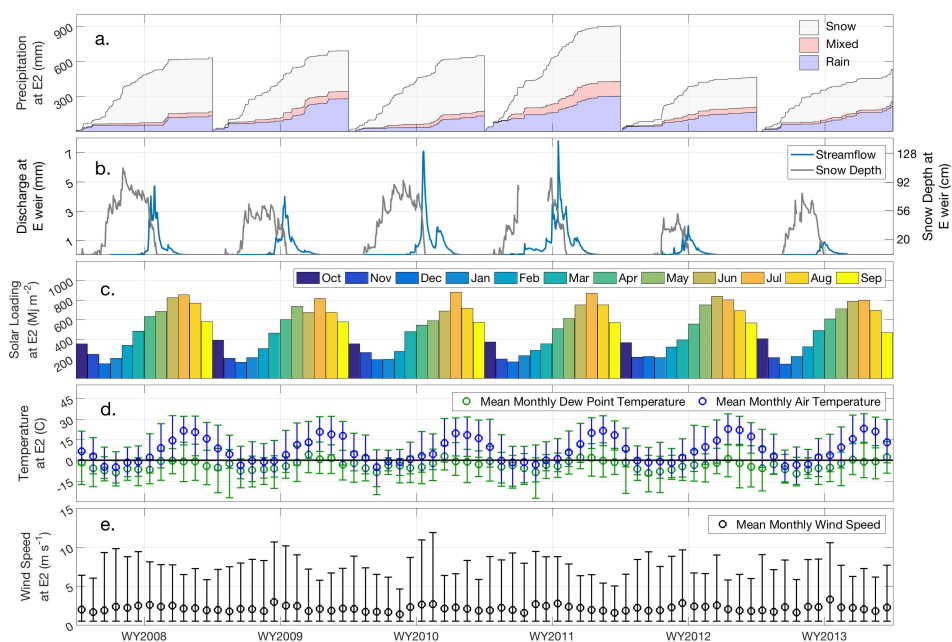 a.
Precipitation
at E2 (mm)
900
600
300
Snow
Mixed
Rain
b.
Discharge at
E weir (mm)
7
5
3
1
Streamflow
Snow Depth
128
92
56
20
Snow Depth at
E weir (cm)
c.
Solar Loading
at E2 (Mj m-2)
1000
800
600
400
200
Oct Nov Dec Jan Feb Mar Apr May Jun Jul Aug Sep
d.
Temperature
at E2 (C)
45
30
15
0
-15
Mean Monthly Dew Point Temperature Mean Monthly Air Temperature
e.
Wind Speed
at E2 (m s-1)
15
10
5
0
Mean Monthly Wind Speed
WY2008 WY2009 WY2010 WY2011 WY2012 WY2013